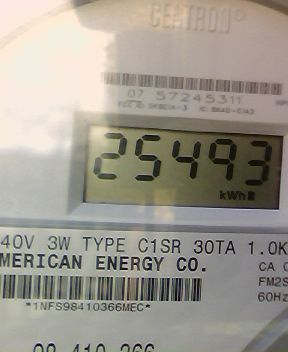 CENTRON®
07 57245311
25493
kWh
40V 3W TYPE C1SR 30TA 1.0K
MERICAN ENERGY CO.
CA 0
FM2S
60Hz
*1NFS98410366MEC*
98 410 366